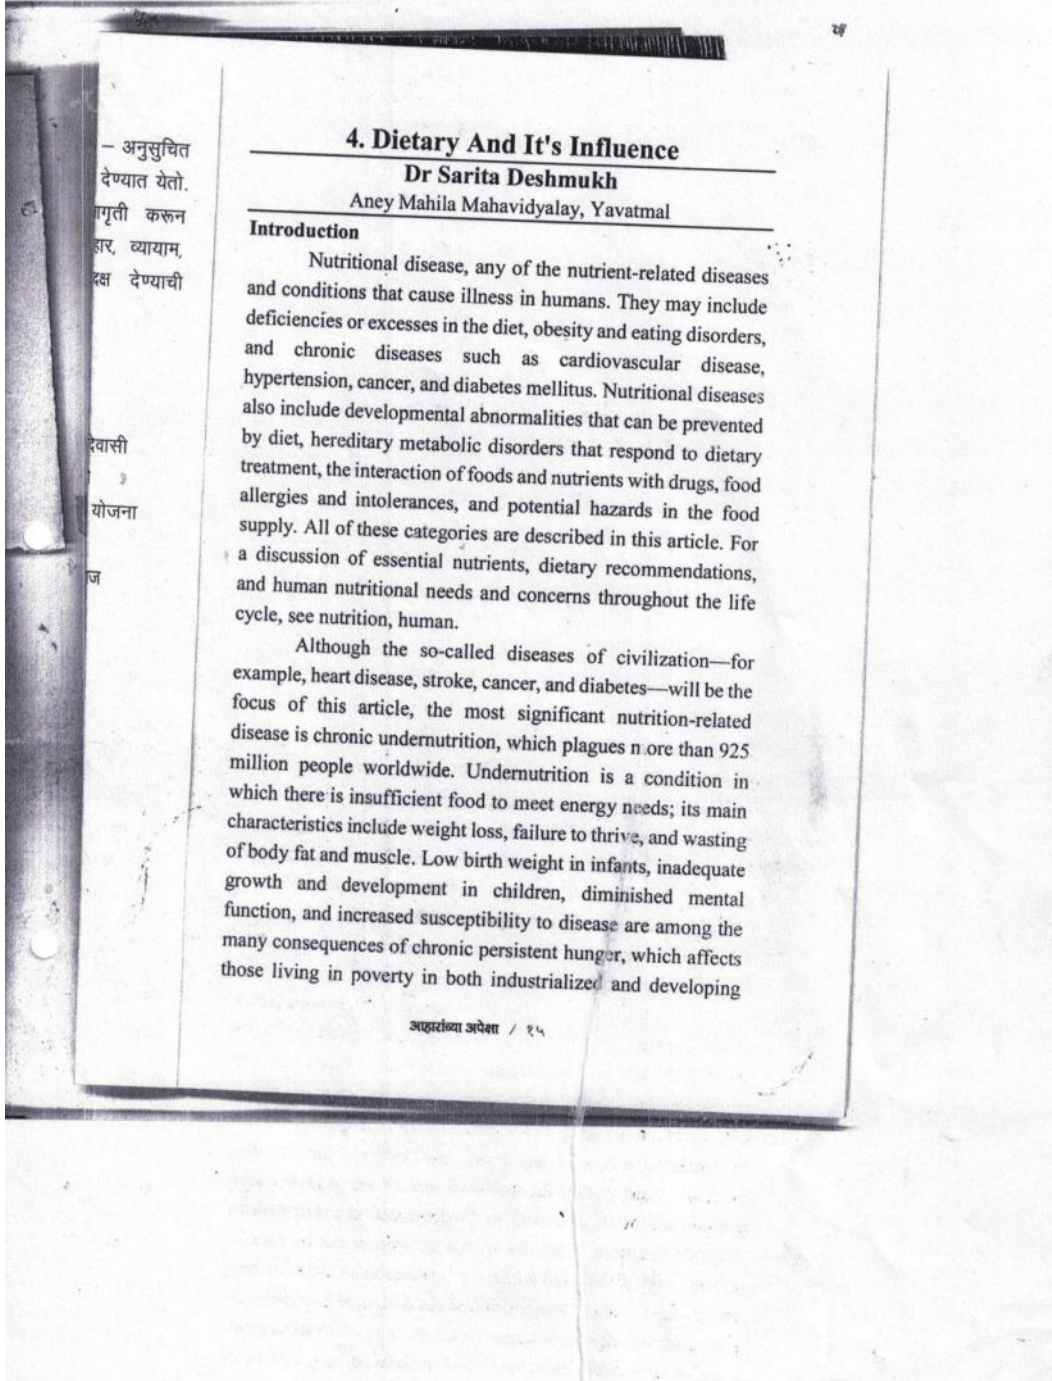 – अनुसुचित
देण्यात येतो.
गृती करून
हार, व्यायाम,
दक्ष देण्याची
देवासी
योजना
ज
4. Dietary And It's Influence
Dr Sarita Deshmukh
Aney Mahila Mahavidyalay, Yavatmal
Introduction
Nutritional disease, any of the nutrient-related diseases
and conditions that cause illness in humans. They may include
deficiencies or excesses in the diet, obesity and eating disorders,
and chronic diseases such as cardiovascular disease,
hypertension, cancer, and diabetes mellitus. Nutritional diseases
also include developmental abnormalities that can be prevented
by diet, hereditary metabolic disorders that respond to dietary
treatment, the interaction of foods and nutrients with drugs, food
allergies and intolerances, and potential hazards in the food
supply. All of these categories are described in this article. For
a discussion of essential nutrients, dietary recommendations,
and human nutritional needs and concerns throughout the life
cycle, see nutrition, human.
Although the so-called diseases of civilization—for
example, heart disease, stroke, cancer, and diabetes—will be the
focus of this article, the most significant nutrition-related
disease is chronic undernutrition, which plagues more than 925
million people worldwide. Undernutrition is a condition in
which there is insufficient food to meet energy needs; its main
characteristics include weight loss, failure to thrive, and wasting
of body fat and muscle. Low birth weight in infants, inadequate
growth and development in children, diminished mental
function, and increased susceptibility to disease are among the
many consequences of chronic persistent hunger, which affects
those living in poverty in both industrialized and developing
आहारांच्या अपेक्षा / १५